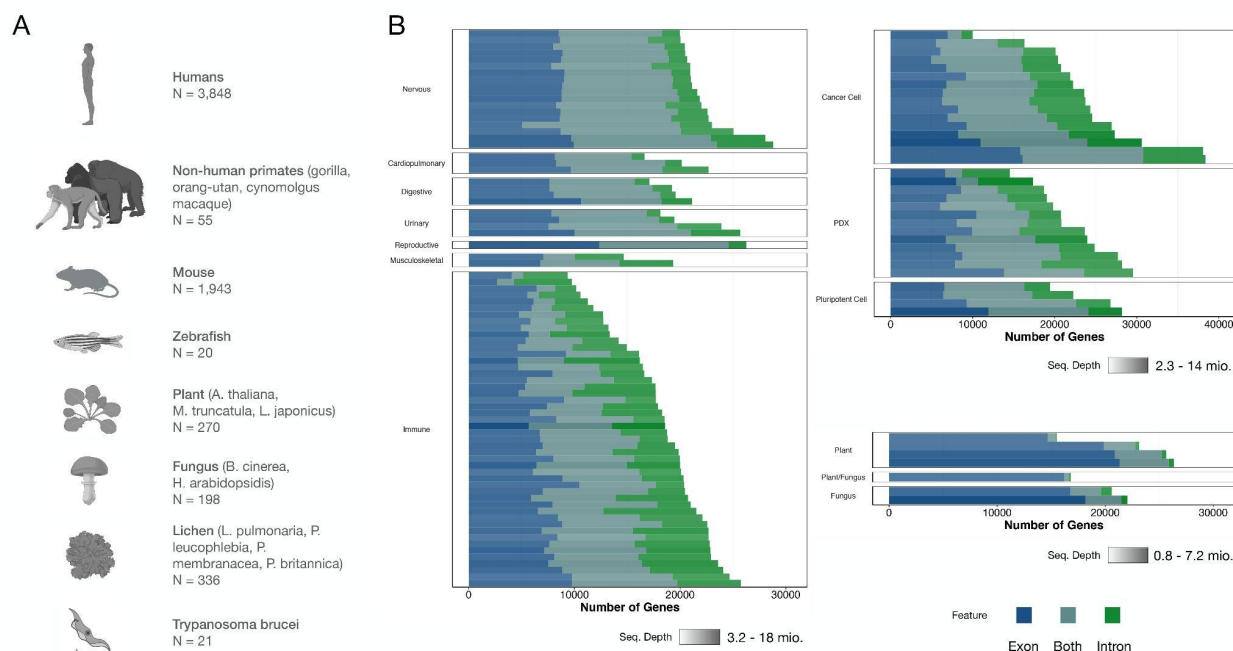 A
Humans
N = 3,848
Non-human primates (gorilla,
orang-utan, cynomolgus
macaque)
N = 55
Mouse
N = 1,943
Zebrafish
N = 20
Plant (A. thaliana,
M. truncatula, L. japonicus)
N = 270
Fungus (B. cinerea,
H. arabidopsidis)
N = 198
Lichen (L. pulmonaria, P.
leucophlebia, P.
membranacea, P. britannica)
N = 336
Trypanosoma brucei
N = 21
B
Nervous
Cardiopulmonary
Digestive
Urinary
Reproductive
Musculoskeletal
Immune
0 10000 20000 30000
Number of Genes
Seq. Depth 3.2 - 18 mio.
Cancer Cell
PDX
Pluripotent Cell
0 10000 20000 30000 40000
Number of Genes
Seq. Depth 2.3 - 14 mio.
Plant
Plant/Fungus
Fungus
0 10000 20000 30000
Number of Genes
Seq. Depth 0.8 - 7.2 mio.
Feature
Exon Both Intron